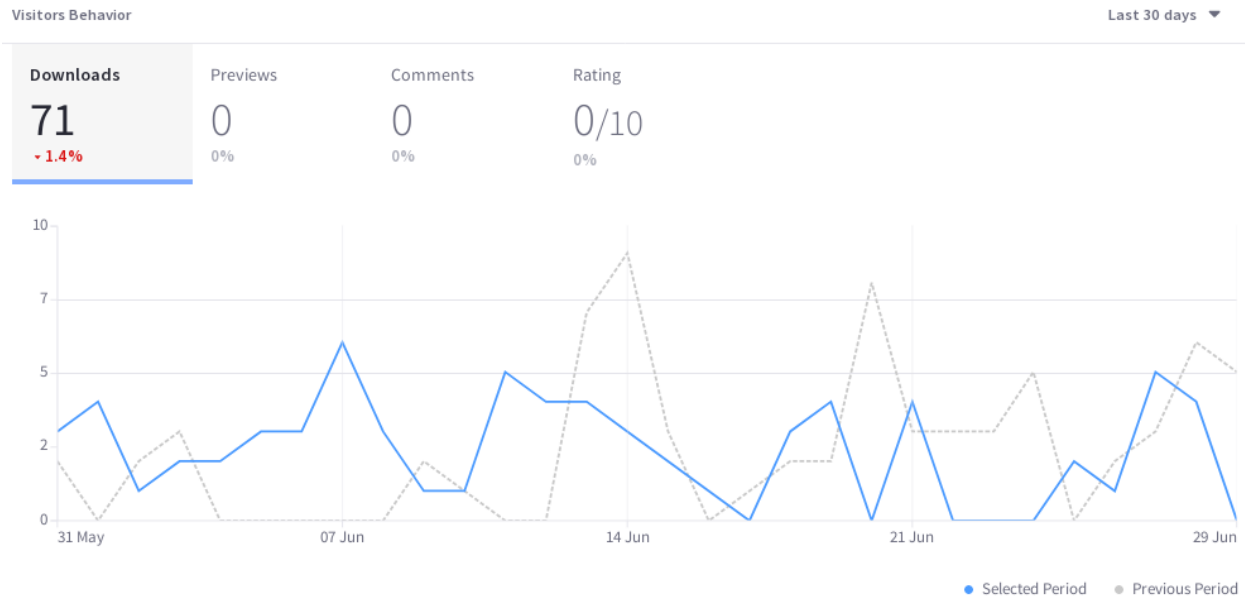 Visitors Behavior Last 30 days
Downloads Previews Comments Rating
71 0 0 0/10
1.4% 0% 0% 0%
10
7
5
2
0
31 May 07 Jun 14 Jun 21 Jun 29 Jun
Selected Period Previous Period